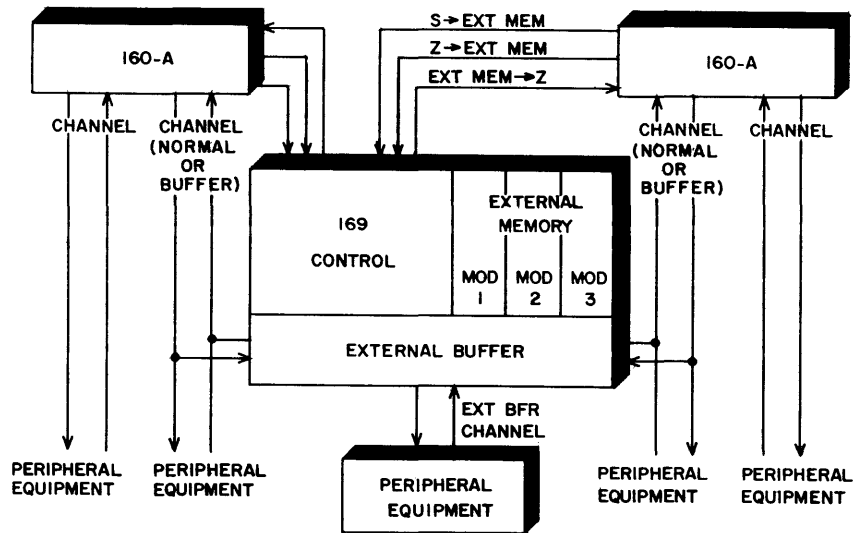 160-A
S→EXT MEM
Z→EXT MEM
EXT MEM→Z
160-A
CHANNEL
CHANNEL
(NORMAL
OR
BUFFER)
CHANNEL
(NORMAL
OR
BUFFER)
CHANNEL
169
CONTROL
EXTERNAL
MEMORY
MOD
1
MOD
2
MOD
3
EXTERNAL BUFFER
EXT BFR
CHANNEL
PERIPHERAL
EQUIPMENT
PERIPHERAL
EQUIPMENT
PERIPHERAL
EQUIPMENT
PERIPHERAL
EQUIPMENT
PERIPHERAL
EQUIPMENT